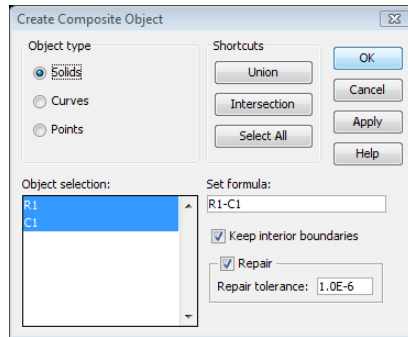 Create Composite Object
Object type
Solids
Curves
Points
Shortcuts
Union
Intersection
Select All
OK
Cancel
Apply
Help
Object selection:
R1
C1
Set formula:
R1-C1
Keep interior boundaries
Repair
Repair tolerance: 1.0E-6